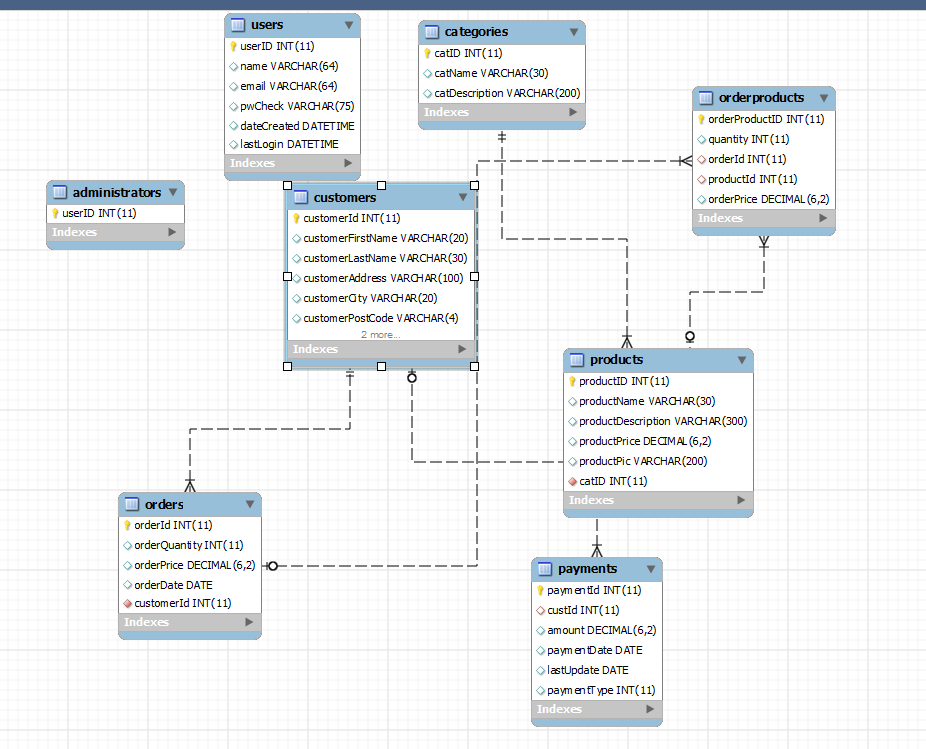 users
userID INT(11)
name VARCHAR(64)
email VARCHAR(64)
pwCheck VARCHAR(75)
dateCreated DATETIME
lastLogin DATETIME
Indexes
categories
catID INT(11)
catName VARCHAR(30)
catDescription VARCHAR(200)
Indexes
orderproducts
orderProductID INT(11)
quantity INT(11)
orderId INT(11)
productId INT(11)
orderPrice DECIMAL(6,2)
Indexes
administrators
userID INT(11)
Indexes
customers
customerId INT(11)
customerFirstName VARCHAR(20)
customerLastName VARCHAR(30)
customerAddress VARCHAR(100)
customerCity VARCHAR(20)
customerPostCode VARCHAR(4)
2 more...
Indexes
products
productID INT(11)
productName VARCHAR(30)
productDescription VARCHAR(300)
productPrice DECIMAL(6,2)
productPic VARCHAR(200)
catID INT(11)
Indexes
orders
orderId INT(11)
orderQuantity INT(11)
orderPrice DECIMAL(6,2)
orderDate DATE
customerId INT(11)
Indexes
payments
paymentId INT(11)
custId INT(11)
amount DECIMAL(6,2)
paymentDate DATE
lastUpdate DATE
paymentType INT(11)
Indexes